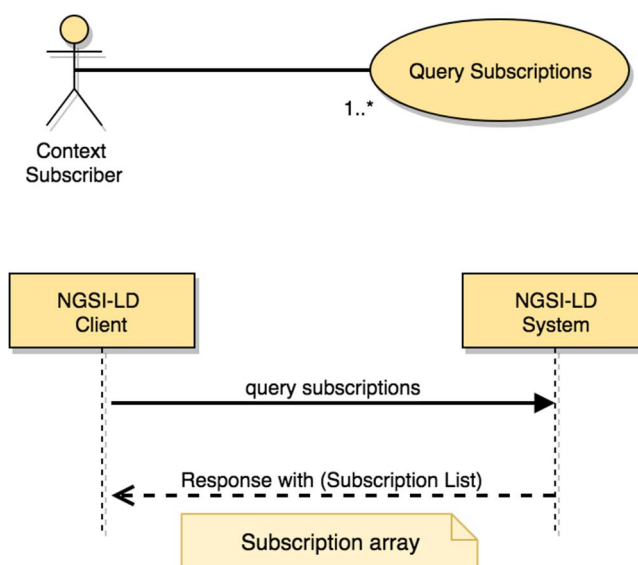 Query Subscriptions
1..*
Context
Subscriber
NGSI-LD
Client
NGSI-LD
System
query subscriptions
Response with (Subscription List)
Subscription array